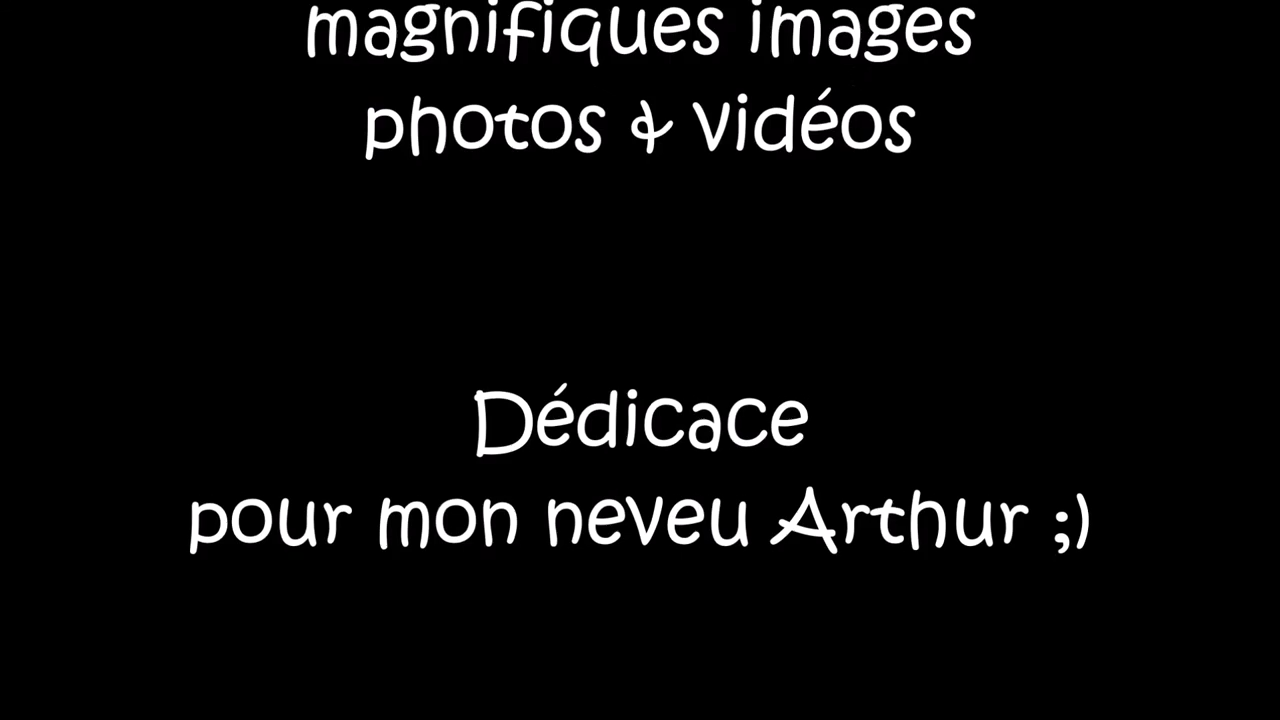 magnifiques images
photos & vidéos
Dédicace
pour mon neveu Arthur ;)